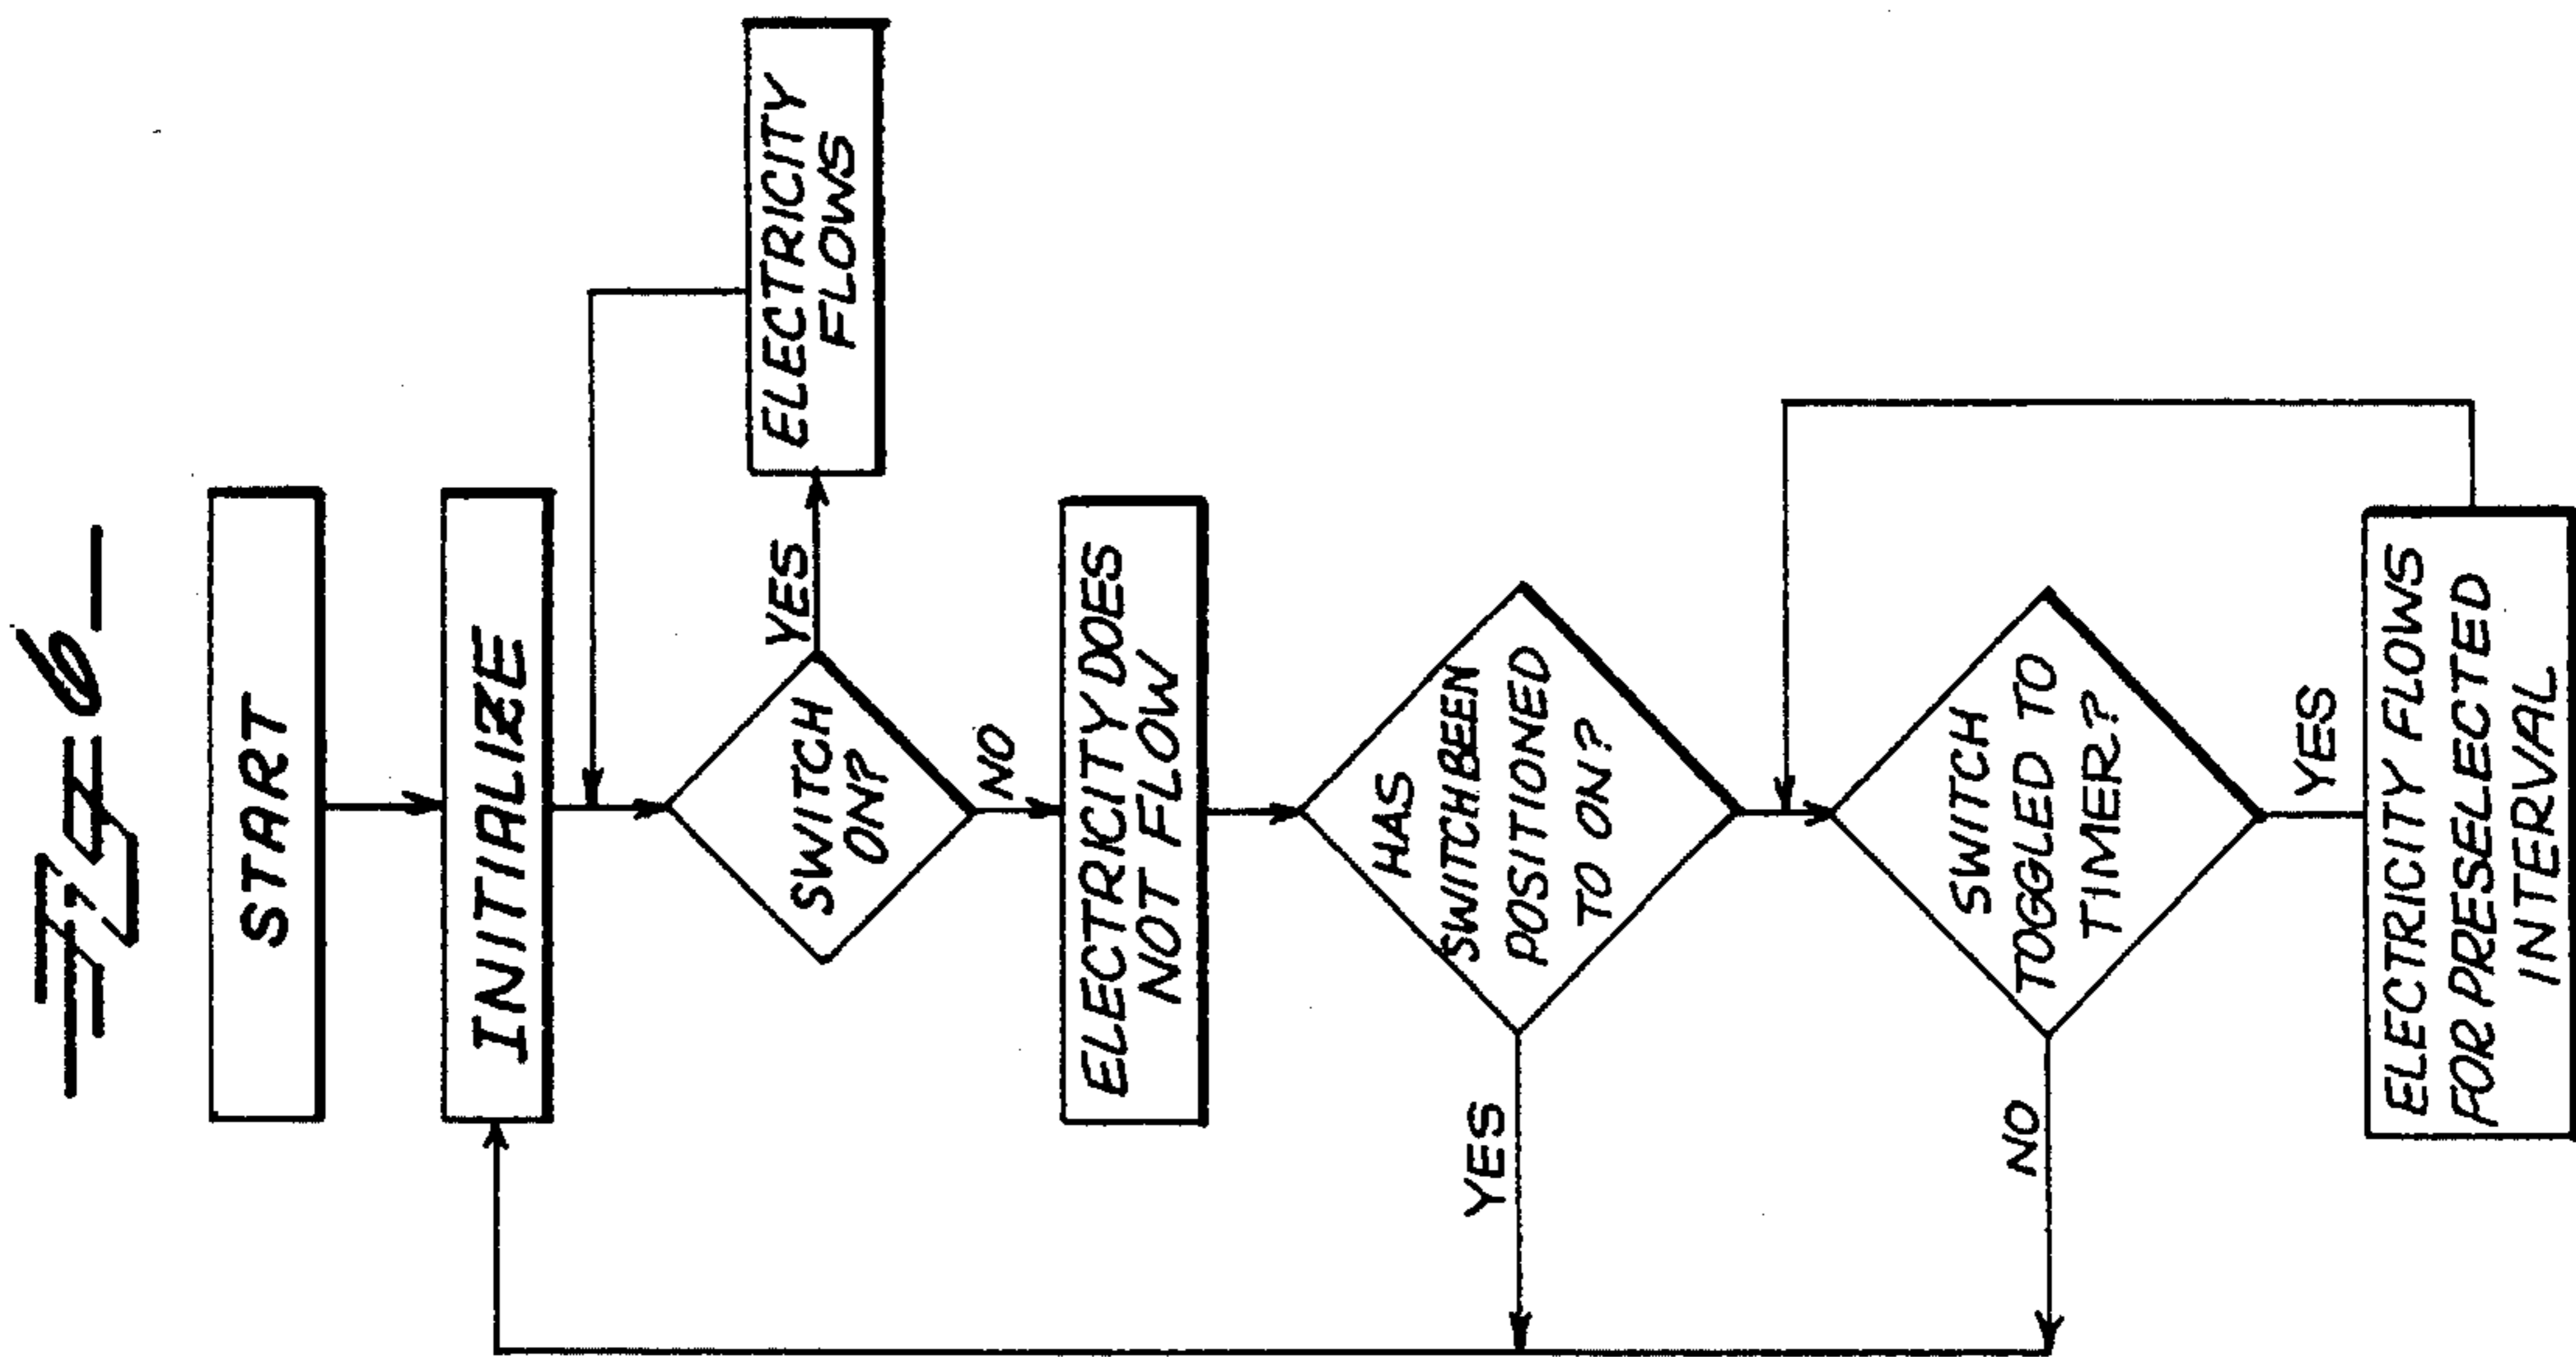 Fig. 6
START
INITIALIZE
SWITCH
ON?
YES
ELECTRICITY
FLOWS
NO
ELECTRICITY DOES
NOT FLOW
HAS
SWITCH BEEN
POSITIONED
TO ON?
YES
SWITCH
TOGGLED TO
TIMER?
NO
YES
ELECTRICITY FLOWS
FOR PRESELECTED
INTERVAL